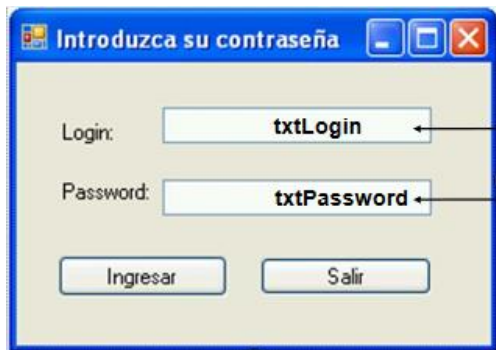 Introduzca su contraseña
Login: txtLogin
Password: txtPassword
Ingresar Salir